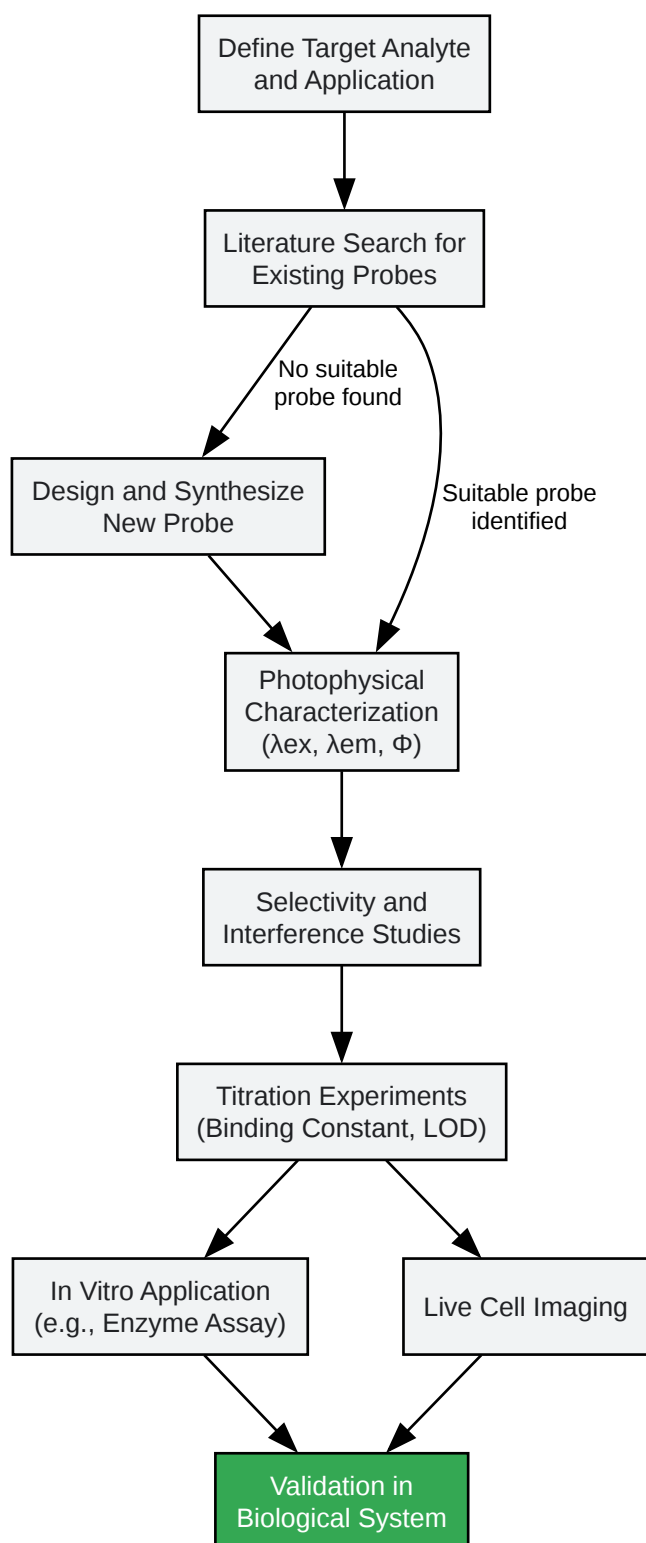 Define Target Analyte
and Application
Literature Search for
Existing Probes
No suitable
probe found
Design and Synthesize
New Probe
Suitable probe
identified
Photophysical
Characterization
(λex, λem, Φ)
Selectivity and
Interference Studies
Titration Experiments
(Binding Constant, LOD)
In Vitro Application
(e.g., Enzyme Assay)
Live Cell Imaging
Validation in
Biological System